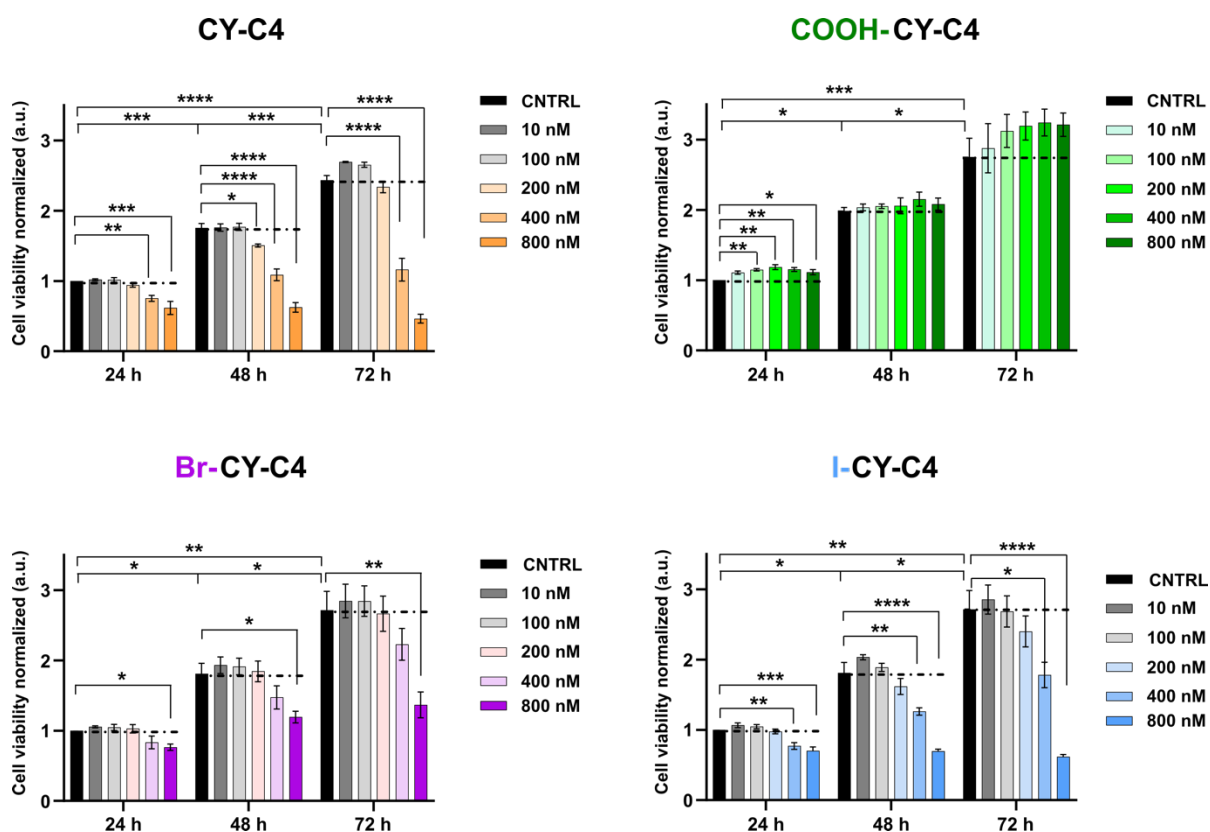 CY-C4
Cell viability normalized (a.u.)
3
2
1
0
24 h 48 h 72 h
**** **** *** *** **** **** **** * *** **
CNTRL
10 nM
100 nM
200 nM
400 nM
800 nM
COOH-CY-C4
Cell viability normalized (a.u.)
3
2
1
0
24 h 48 h 72 h
*** * * * ** ** **
CNTRL
10 nM
100 nM
200 nM
400 nM
800 nM
Br-CY-C4
Cell viability normalized (a.u.)
3
2
1
0
24 h 48 h 72 h
** * * ** * *
CNTRL
10 nM
100 nM
200 nM
400 nM
800 nM
I-CY-C4
Cell viability normalized (a.u.)
3
2
1
0
24 h 48 h 72 h
** **** * * * **** ** *** **
CNTRL
10 nM
100 nM
200 nM
400 nM
800 nM